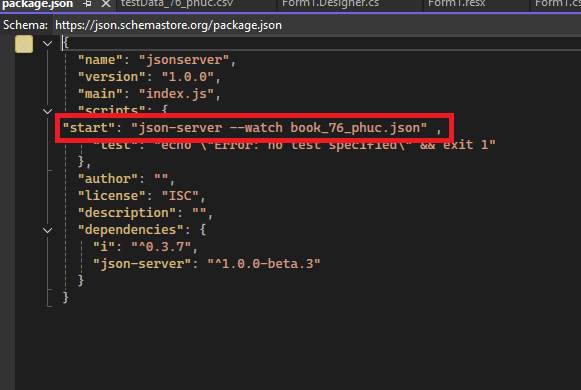 package.json testData_76_phuc.csv Form1.Designer.cs Form1.resx Form1.cs
Schema: https://json.schemastore.org/package.json
{
"name": "jsonserver",
"version": "1.0.0",
"main": "index.js",
"scripts": {
"start": "json-server --watch book_76_phuc.json" ,
"test": "echo \"Error: no test specified\" && exit 1"
},
"author": "",
"license": "ISC",
"description": "",
"dependencies": {
"i": "^0.3.7",
"json-server": "^1.0.0-beta.3"
}
}